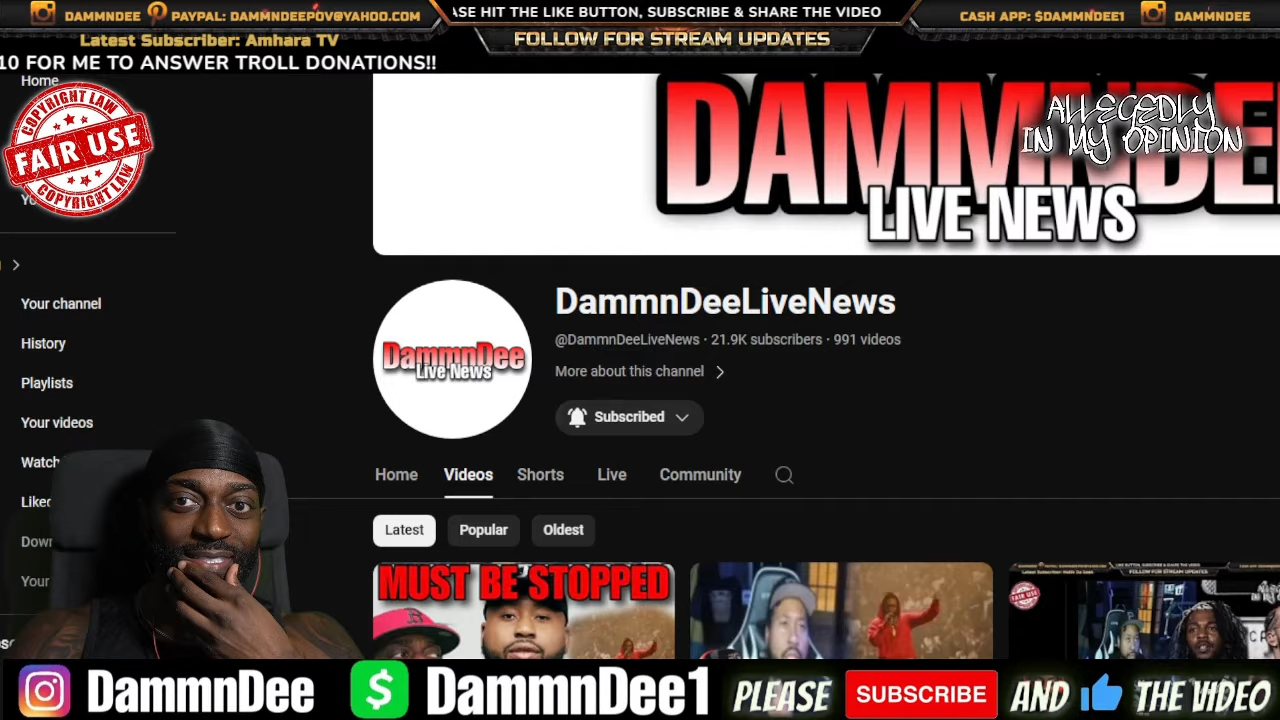 DAMMNDEE PAYPAL: DAMMNDEEPOV@YAHOO.COM
ASE HIT THE LIKE BUTTON, SUBSCRIBE & SHARE THE VIDEO
CASH APP: $DAMMNDEE1 DAMMNDEE
Latest Subscriber: Amhara TV
FOLLOW FOR STREAM UPDATES
10 FOR ME TO ANSWER TROLL DONATIONS!!
Home
COPYRIGHT LAW
FAIR USE
COPYRIGHT LAW
DAMMNDE
ALLEGEDLY
IN MY OPINION
LIVE NEWS
Your channel
History
Playlists
Your videos
Watch
Liked
Down
Your
DammnDee
Live News
DammnDeeLiveNews
@DammnDeeLiveNews · 21.9K subscribers · 991 videos
More about this channel
Subscribed
Home Videos Shorts Live Community
Latest Popular Oldest
MUST BE STOPPED
FAIR USE
DammnDee $ DammnDee1 PLEASE SUBSCRIBE AND THE VIDEO